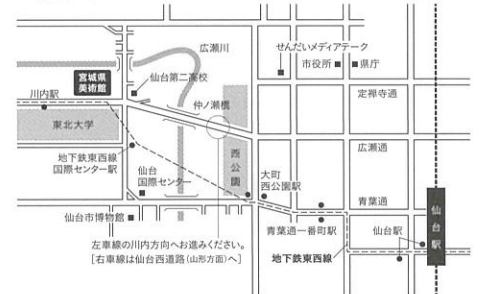 広瀬川
せんだいメディアテーク
市役所
県庁
宮城県
美術館
仙台第二高校
川内駅
仲ノ瀬橋
定禅寺通
東北大学
広瀬通
地下鉄東西線
国際センター駅
西公園
大町
西公園駅
仙台
国際センター
青葉通
仙台市博物館
青葉通一番町駅
仙台駅
仙台駅
左車線の川内方向へお進みください。
[右車線は仙台西道路(山形方面)へ]
地下鉄東西線